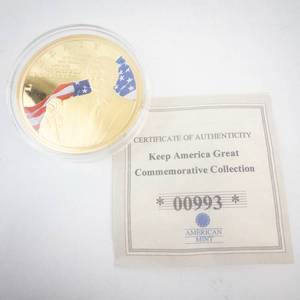 CERTIFICATE OF AUTHENTICITY
Keep America Great
Commemorative Collection
* 00993 *
AMERICAN
MINT